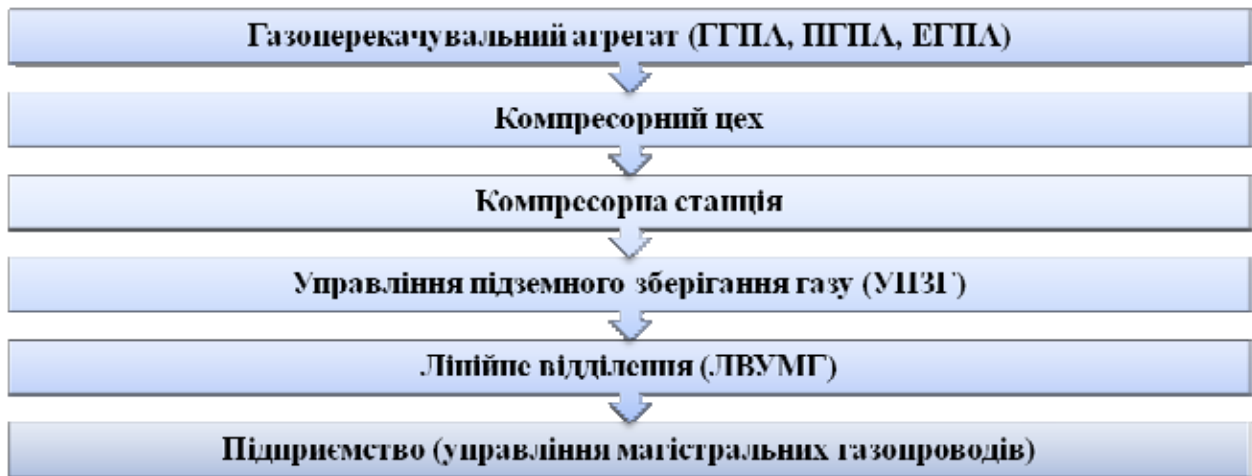 Газоперекачувальний агрегат (ГГПА, ПГПА, ЕГПА)
Компресорний цех
Компресорна станція
Управління підземного зберігання газу (УПЗГ)
Лінійне відділення (ЛВУМГ)
Підприємство (управління магістральних газопроводів)